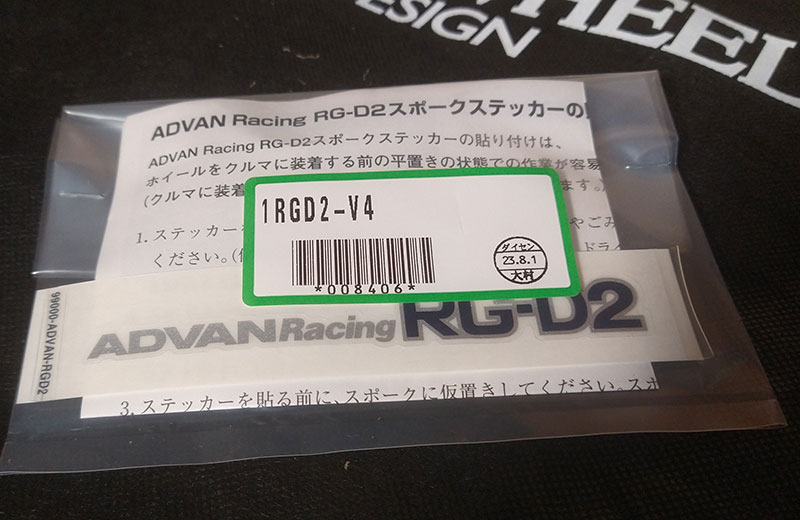 WHEEL
DESIGN
ADVAN Racing RG-D2スポークステッカーの
ADVAN Racing RG-D2スポークステッカーの貼り付けは、
ホイールをクルマに装着する前の平置きの状態での作業が容易
(クルマに装着
ます。
1RGD2-V4
1. ステッカーを
やごみ
ください。(
ドライ
*008406*
ダイセン
23.8.1
大村
99000-ADVAN-RGD2
ADVAN Racing RG-D2
3. ステッカーを貼る前に、スポークに仮置きしてください。スポ